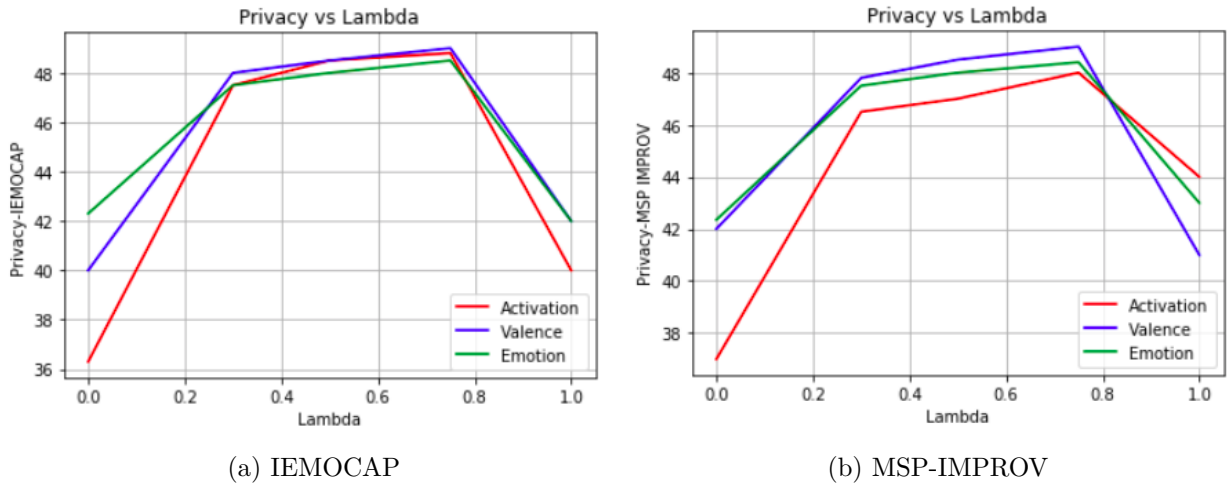 Privacy vs Lambda
Privacy-IEMOCAP
48
46
44
42
40
38
36
0.0 0.2 0.4 0.6 0.8 1.0
Lambda
Activation
Valence
Emotion
(a) IEMOCAP
Privacy vs Lambda
Privacy-MSP IMPROV
48
46
44
42
40
38
0.0 0.2 0.4 0.6 0.8 1.0
Lambda
Activation
Valence
Emotion
(b) MSP-IMPROV